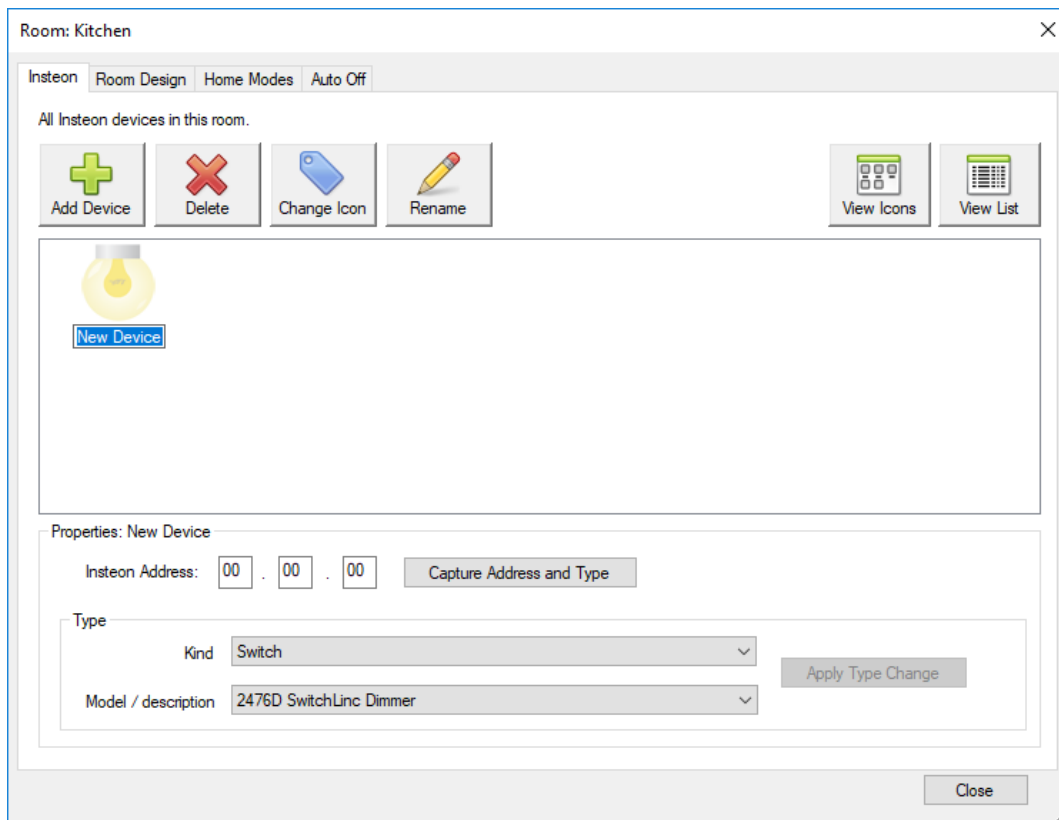 Room: Kitchen
Insteon Room Design Home Modes Auto Off
All Insteon devices in this room.
Add Device Delete Change Icon Rename View Icons View List
New Device
Properties: New Device
Insteon Address: 00 . 00 . 00 Capture Address and Type
Type
Kind Switch
Apply Type Change
Model / description 2476D SwitchLinc Dimmer
Close